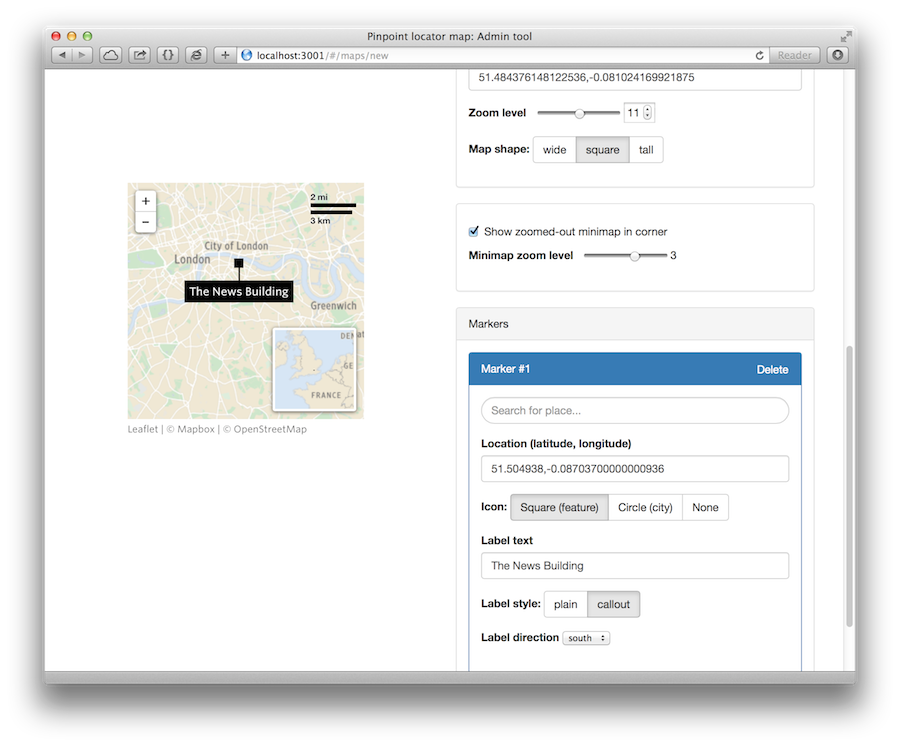 Pinpoint locator map: Admin tool
localhost:3001/#/maps/new
Reader
51.484376148122536,-0.081024169921875
Zoom level 11
Map shape: wide square tall
Show zoomed-out minimap in corner
Minimap zoom level 3
Markers
Marker #1 Delete
Search for place...
Location (latitude, longitude)
51.504938,-0.08703700000000936
Icon: Square (feature) Circle (city) None
Label text
The News Building
Label style: plain callout
Label direction south
+
−
2 mi
3 km
City of London
London
The News Building
Greenwich
FRANCE
Leaflet | © Mapbox | © OpenStreetMap